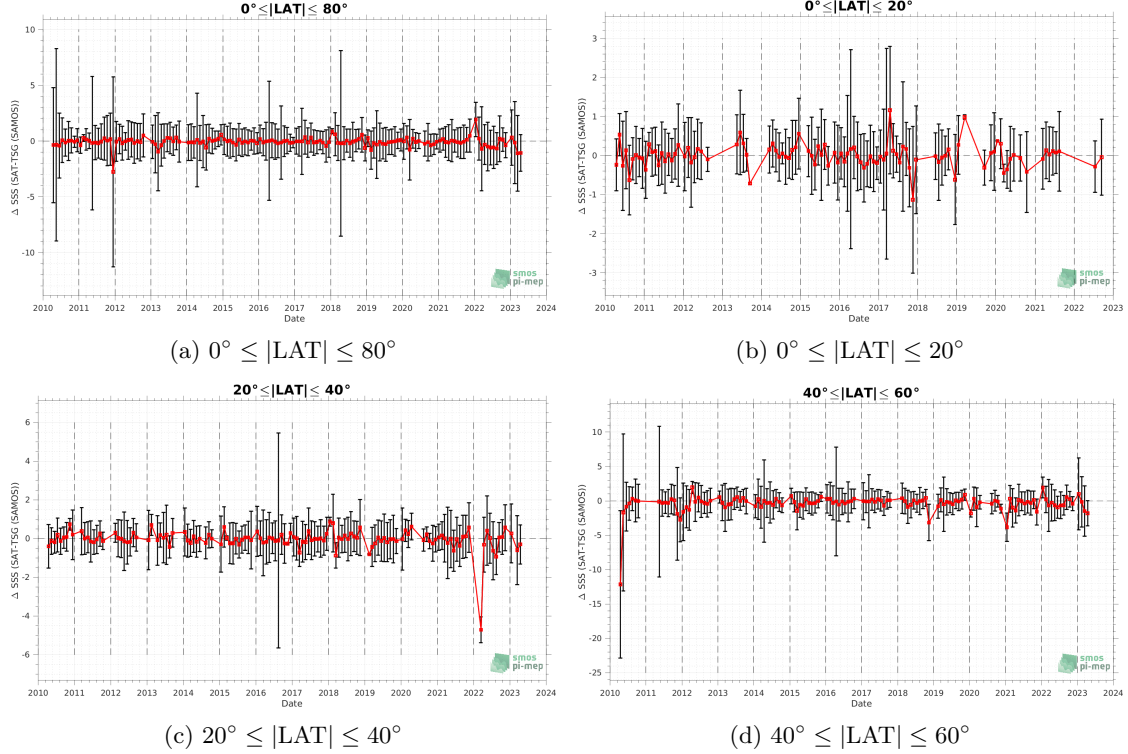 0°≤|LAT|≤ 80°
Δ SSS (SAT-TSG (SAMOS))
10
5
0
-5
-10
2010 2011 2012 2013 2014 2015 2016 2017 2018 2019 2020 2021 2022 2023 2024
Date
smos
pi-mep
(a) 0° ≤ |LAT| ≤ 80°
0°≤|LAT|≤ 20°
Δ SSS (SAT-TSG (SAMOS))
3
2
1
0
-1
-2
-3
2010 2011 2012 2013 2014 2015 2016 2017 2018 2019 2020 2021 2022 2023
Date
smos
pi-mep
(b) 0° ≤ |LAT| ≤ 20°
20°≤|LAT|≤ 40°
Δ SSS (SAT-TSG (SAMOS))
6
4
2
0
-2
-4
-6
2010 2011 2012 2013 2014 2015 2016 2017 2018 2019 2020 2021 2022 2023 2024
Date
smos
pi-mep
(c) 20° ≤ |LAT| ≤ 40°
40°≤|LAT|≤ 60°
Δ SSS (SAT-TSG (SAMOS))
10
5
0
-5
-10
-15
-20
-25
2010 2011 2012 2013 2014 2015 2016 2017 2018 2019 2020 2021 2022 2023 2024
Date
smos
pi-mep
(d) 40° ≤ |LAT| ≤ 60°